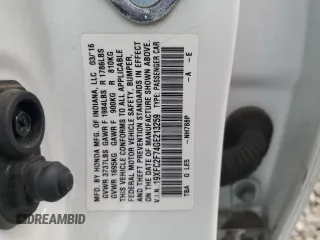 MFD. BY HONDA MFG. OF INDIANA, LLC 03/16
GVWR 3737LBS GAWR F 1984LBS R 1786LBS
GVWR 1695KG GAWR F 900KG R 810KG
THIS VEHICLE CONFORMS TO ALL APPLICABLE
FEDERAL MOTOR VEHICLE SAFETY, BUMPER,
AND THEFT PREVENTION STANDARDS IN EFFECT
ON THE DATE OF MANUFACTURE SHOWN ABOVE.
V.I.N: 19XFC2F74GE213259 TYPE: PASSENGER CAR
NH788P — A — E
TBA G LES
DREAMBID